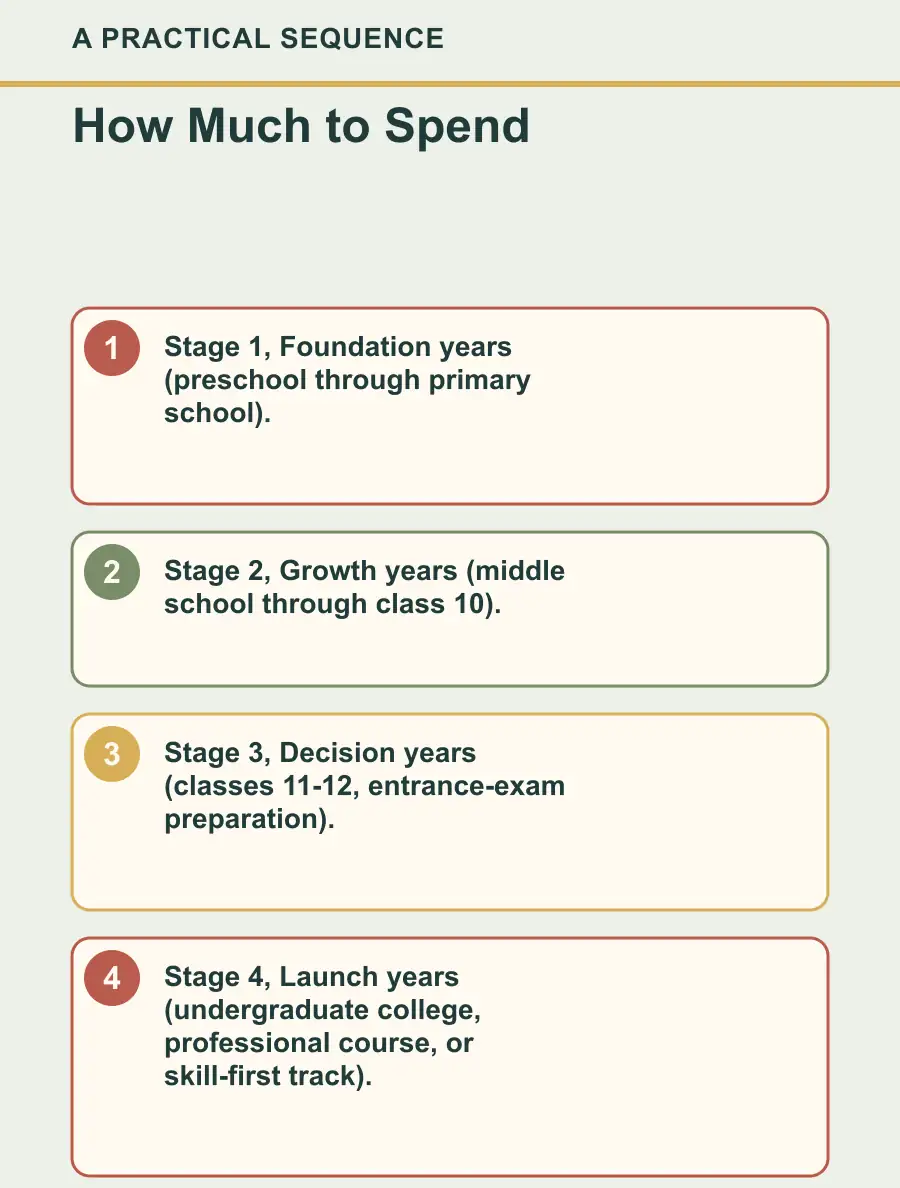 A PRACTICAL SEQUENCE
How Much to Spend
1
Stage 1, Foundation years
(preschool through primary
school).
2
Stage 2, Growth years (middle
school through class 10).
3
Stage 3, Decision years
(classes 11-12, entrance-exam
preparation).
4
Stage 4, Launch years
(undergraduate college,
professional course, or
skill-first track).